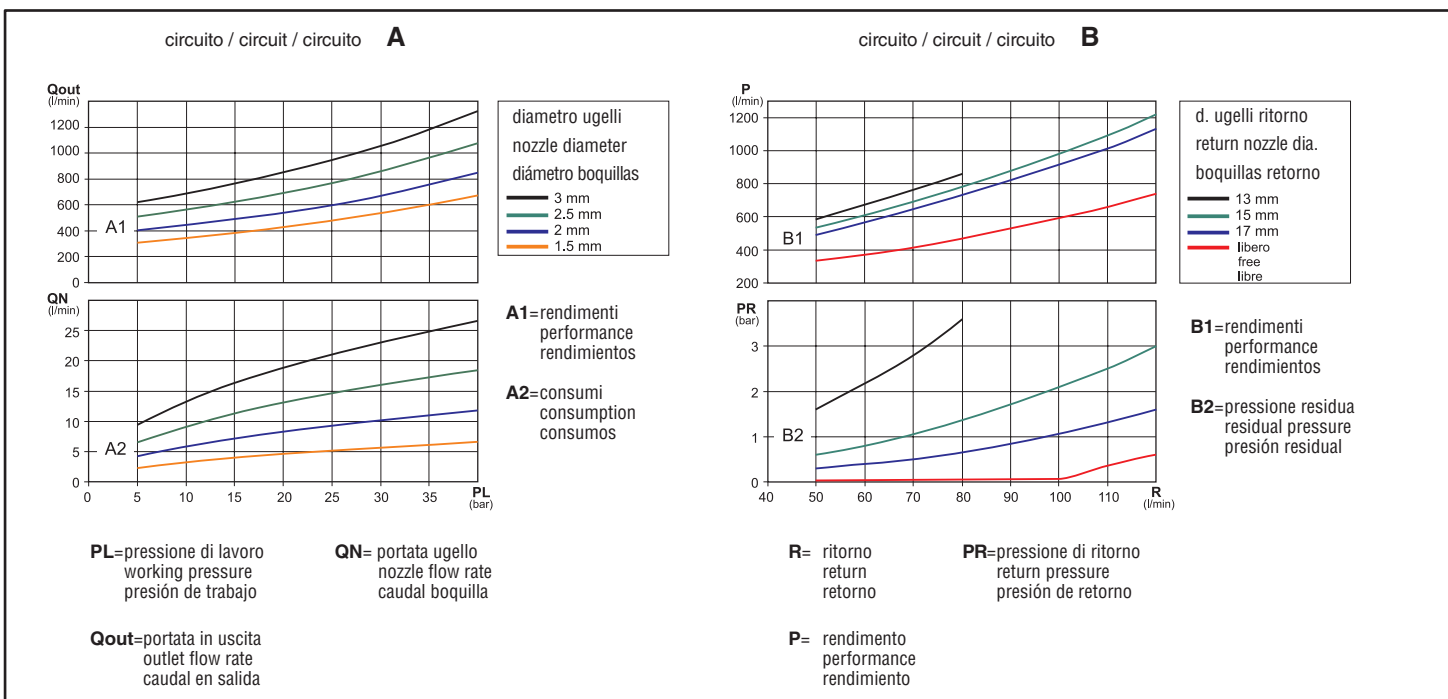 circuito / circuit / circuito A
Qout
(l/min)
1200
1000
800
600
400
200
0
A1
diametro ugelli
nozzle diameter
diámetro boquillas
3 mm
2.5 mm
2 mm
1.5 mm
QN
(l/min)
25
20
15
10
5
0
A2
0 5 10 15 20 25 30 35 PL
(bar)
A1=rendimenti
performance
rendimientos
A2=consumi
consumption
consumos
PL=pressione di lavoro
working pressure
presión de trabajo
QN= portata ugello
nozzle flow rate
caudal boquilla
Qout=portata in uscita
outlet flow rate
caudal en salida
circuito / circuit / circuito B
P
(l/min)
1200
1000
800
600
400
200
B1
d. ugelli ritorno
return nozzle dia.
boquillas retorno
13 mm
15 mm
17 mm
libero
free
libre
PR
(bar)
3
2
1
0
B2
40 50 60 70 80 90 100 110 R
(l/min)
B1=rendimenti
performance
rendimientos
B2=pressione residua
residual pressure
presión residual
R= ritorno
return
retorno
PR=pressione di ritorno
return pressure
presión de retorno
P= rendimento
performance
rendimiento